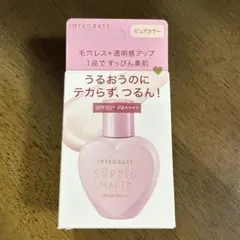 INTEGRATE
ピュアカラー
毛穴レス*透明感アップ
1品で すっぴん美肌
うるおうのに
テカらず、つるん!
SPF50+ PA++++
INTEGRATE
SUPPIN
MAKER